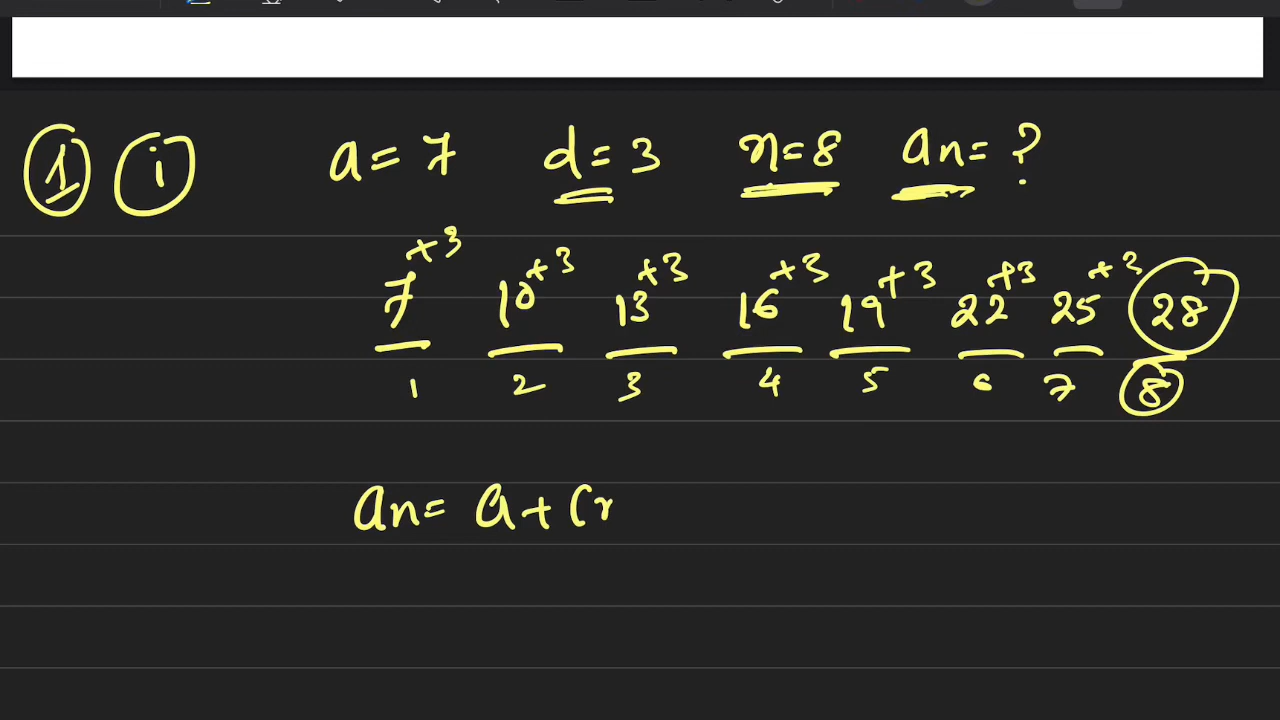 1 i a = 7 d = 3 n = 8 an = ?
+3 +3 +3 +3 +3 +3 +3
7 10 13 16 19 22 25 28
1 2 3 4 5 6 7 8
an = a + (